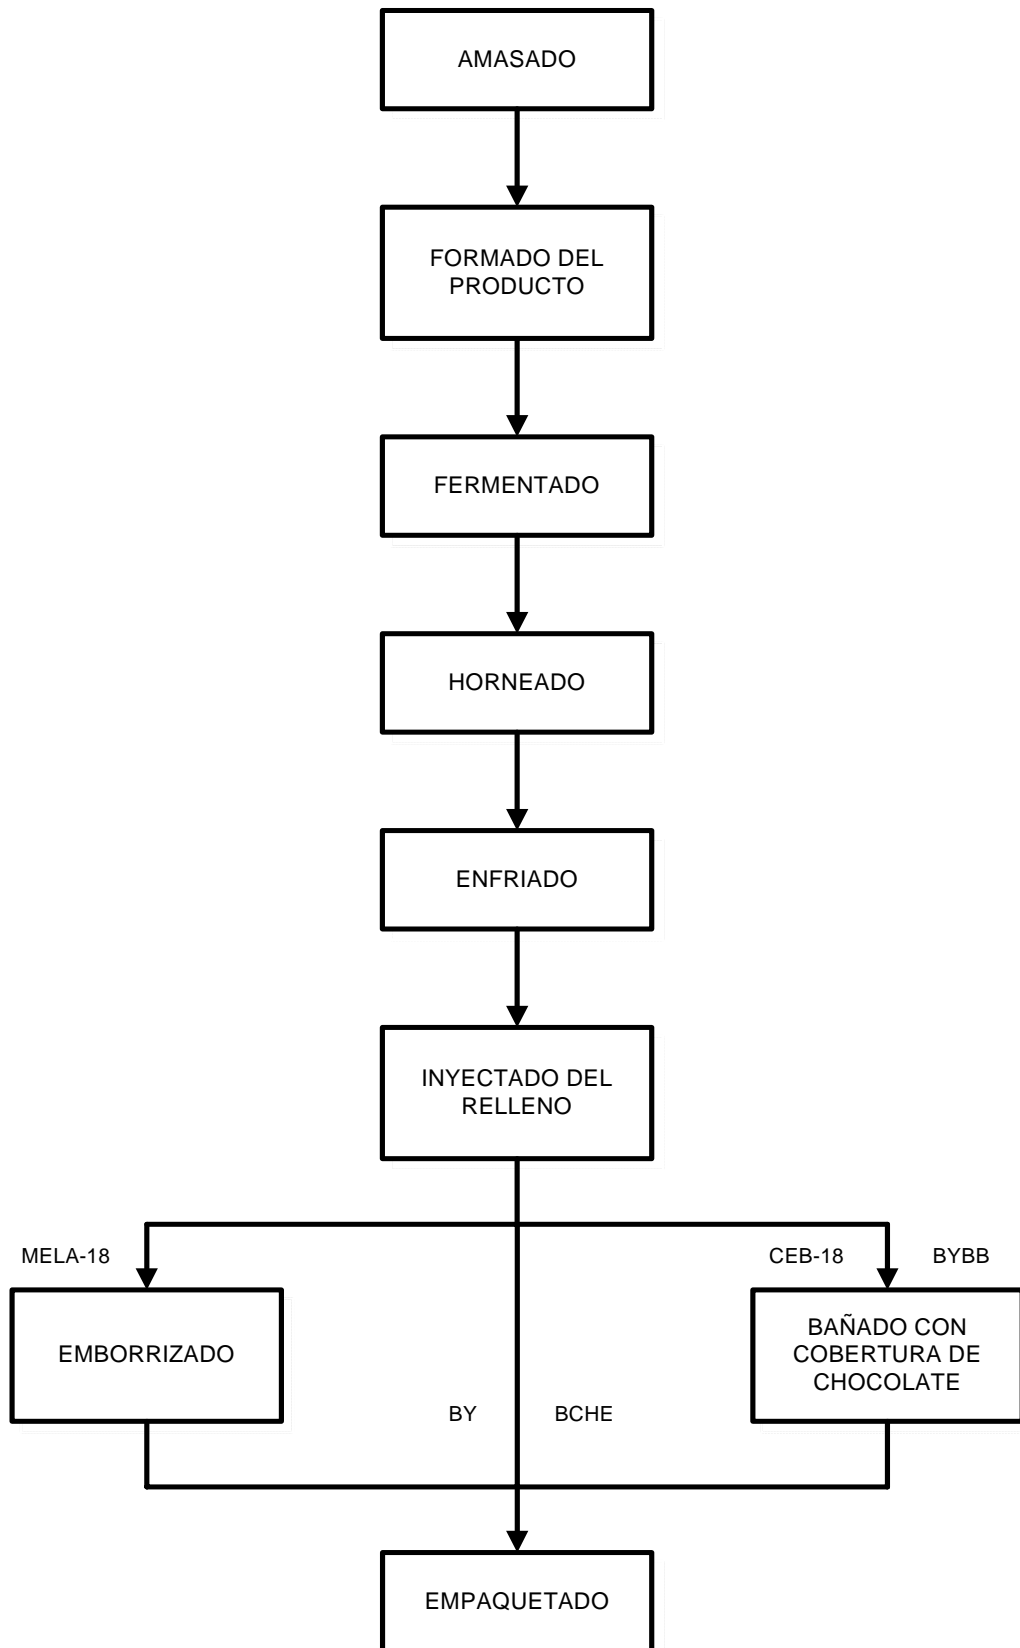 AMASADO
FORMADO DEL
PRODUCTO
FERMENTADO
HORNEADO
ENFRIADO
INYECTADO DEL
RELLENO
MELA-18
CEB-18
BYBB
EMBORRIZADO
BAÑADO CON
COBERTURA DE
CHOCOLATE
BY
BCHE
EMPAQUETADO